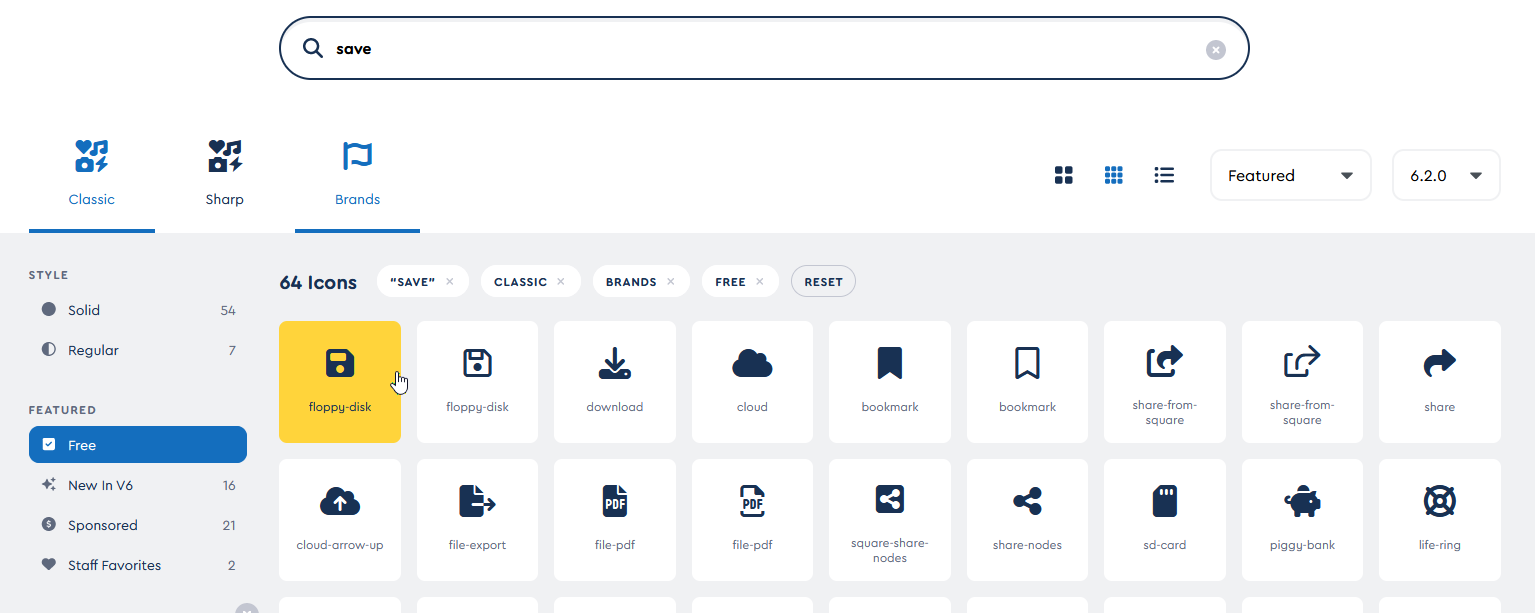 save
Classic
Sharp
Brands
Featured
6.2.0
STYLE
Solid 54
Regular 7
FEATURED
Free
New In V6 16
Sponsored 21
Staff Favorites 2
64 Icons
“SAVE” ×
CLASSIC ×
BRANDS ×
FREE ×
RESET
floppy-disk
floppy-disk
download
cloud
bookmark
bookmark
share-from-
square
share-from-
square
share
cloud-arrow-up
file-export
PDF
file-pdf
PDF
file-pdf
square-share-
nodes
share-nodes
sd-card
piggy-bank
life-ring